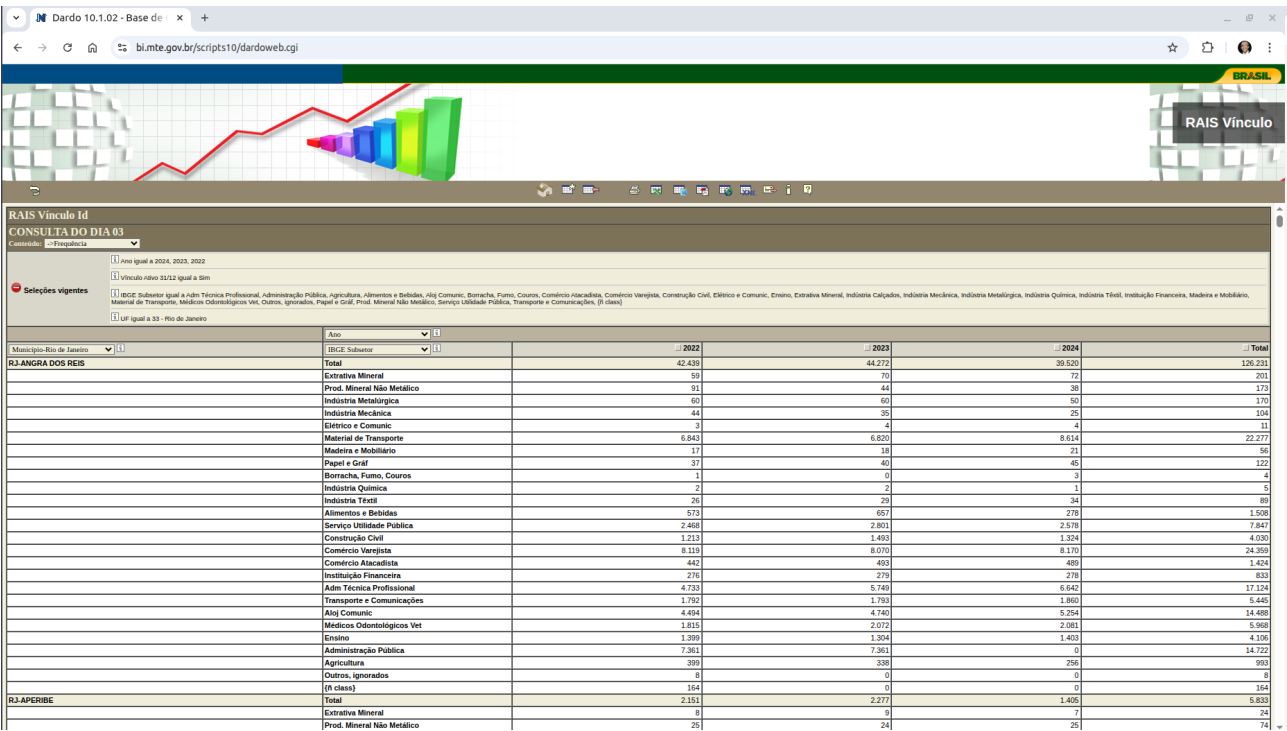 Dardo 10.1.02 - Base de
bi.mte.gov.br/scripts10/dardoweb.cgi
BRASIL
RAIS Vínculo
RAIS Vínculo Id
CONSULTA DO DIA 03
Conteúdo: ->Frequência
Seleções vigentes
Ano igual a 2024, 2023, 2022
Vínculo Ativo 31/12 igual a Sim
IBGE Subsetor igual a Adm Técnica Profissional, Administração Pública, Agricultura, Alimentos e Bebidas, Aloj Comunic, Borracha, Fumo, Couros, Comércio Atacadista, Comércio Varejista, Construção Civil, Elétrico e Comunic, Ensino, Extrativa Mineral, Indústria Calçados, Indústria Mecânica, Indústria Metalúrgica, Indústria Química, Indústria Têxtil, Instituição Financeira, Madeira e Mobiliário,
Material de Transporte, Médicos Odontológicos Vet, Outros, ignorados, Papel e Gráf, Prod. Mineral Não Metálico, Serviço Utilidade Pública, Transporte e Comunicações, {ñ class}
UF igual a 33 - Rio de Janeiro
Ano
Município-Rio de Janeiro IBGE Subsetor 2022 2023 2024 Total
RJ-ANGRA DOS REIS Total 42.439 44.272 39.520 126.231
Extrativa Mineral 59 70 72 201
Prod. Mineral Não Metálico 91 44 38 173
Indústria Metalúrgica 60 60 50 170
Indústria Mecânica 44 35 25 104
Elétrico e Comunic 3 4 4 11
Material de Transporte 6.843 6.820 8.614 22.277
Madeira e Mobiliário 17 18 21 56
Papel e Gráf 37 40 45 122
Borracha, Fumo, Couros 1 0 3 4
Indústria Química 2 2 1 5
Indústria Têxtil 26 29 34 89
Alimentos e Bebidas 573 657 278 1.508
Serviço Utilidade Pública 2.468 2.801 2.578 7.847
Construção Civil 1.213 1.493 1.324 4.030
Comércio Varejista 8.119 8.070 8.170 24.359
Comércio Atacadista 442 493 489 1.424
Instituição Financeira 276 279 278 833
Adm Técnica Profissional 4.733 5.749 6.642 17.124
Transporte e Comunicações 1.792 1.793 1.860 5.445
Aloj Comunic 4.494 4.740 5.254 14.488
Médicos Odontológicos Vet 1.815 2.072 2.081 5.968
Ensino 1.399 1.304 1.403 4.106
Administração Pública 7.361 7.361 0 14.722
Agricultura 399 338 256 993
Outros, ignorados 8 0 0 8
{ñ class} 164 0 0 164
RJ-APERIBE Total 2.151 2.277 1.405 5.833
Extrativa Mineral 8 9 7 24
Prod. Mineral Não Metálico 25 24 25 74